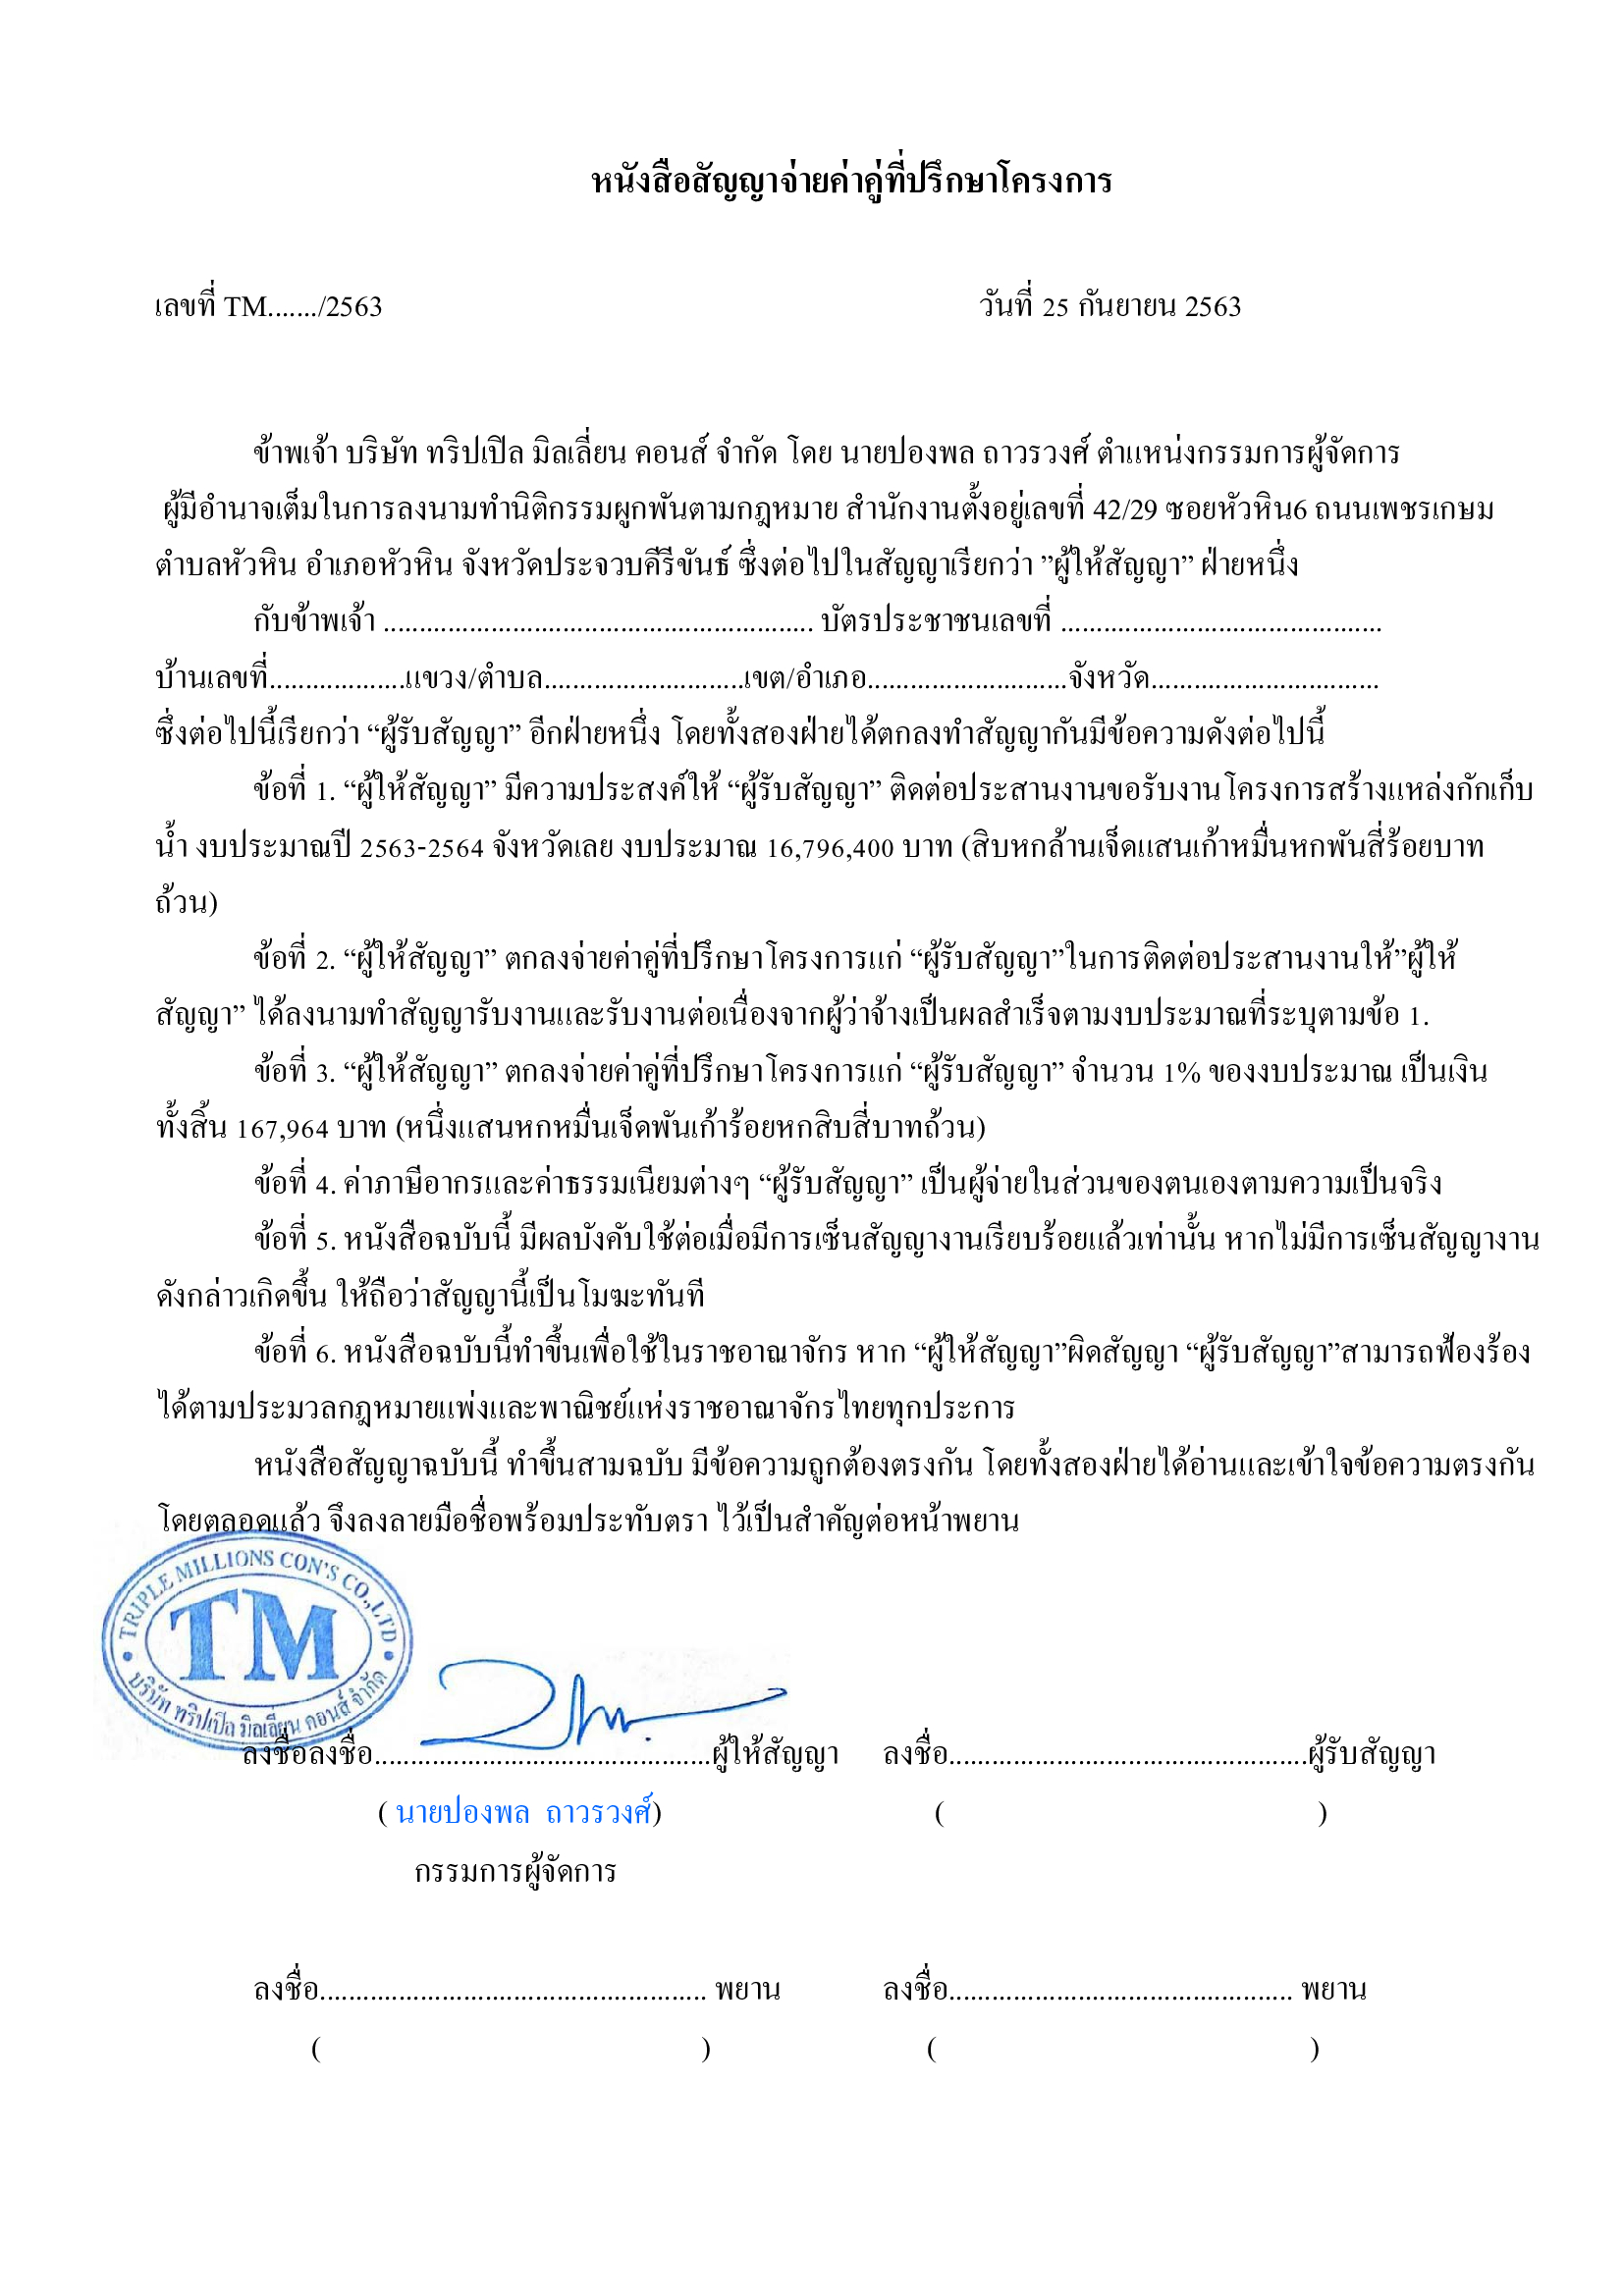 หนังสือสัญญาจ่ายค่าคู่ที่ปรึกษาโครงการ
เลขที่ TM......./2563 วันที่ 25 กันยายน 2563
ข้าพเจ้า บริษัท ทริปเปิล มิลเลี่ยน คอนส์ จำกัด โดย นายปองพล ถาวรวงศ์ ตำแหน่งกรรมการผู้จัดการ
ผู้มีอำนาจเต็มในการลงนามทำนิติกรรมผูกพันตามกฎหมาย สำนักงานตั้งอยู่เลขที่ 42/29 ซอยหัวหิน6 ถนนเพชรเกษม
ตำบลหัวหิน อำเภอหัวหิน จังหวัดประจวบคีรีขันธ์ ซึ่งต่อไปในสัญญาเรียกว่า ”ผู้ให้สัญญา” ฝ่ายหนึ่ง
กับข้าพเจ้า ............................................................ บัตรประชาชนเลขที่ .............................................
บ้านเลขที่...................แขวง/ตำบล............................เขต/อำเภอ............................จังหวัด................................
ซึ่งต่อไปนี้เรียกว่า “ผู้รับสัญญา” อีกฝ่ายหนึ่ง โดยทั้งสองฝ่ายได้ตกลงทำสัญญากันมีข้อความดังต่อไปนี้
ข้อที่ 1. “ผู้ให้สัญญา” มีความประสงค์ให้ “ผู้รับสัญญา” ติดต่อประสานงานขอรับงานโครงการสร้างแหล่งกักเก็บ
น้ำ งบประมาณปี 2563-2564 จังหวัดเลย งบประมาณ 16,796,400 บาท (สิบหกล้านเจ็ดแสนเก้าหมื่นหกพันสี่ร้อยบาท
ถ้วน)
ข้อที่ 2. “ผู้ให้สัญญา” ตกลงจ่ายค่าคู่ที่ปรึกษาโครงการแก่ “ผู้รับสัญญา”ในการติดต่อประสานงานให้”ผู้ให้
สัญญา” ได้ลงนามทำสัญญารับงานและรับงานต่อเนื่องจากผู้ว่าจ้างเป็นผลสำเร็จตามงบประมาณที่ระบุตามข้อ 1.
ข้อที่ 3. “ผู้ให้สัญญา” ตกลงจ่ายค่าคู่ที่ปรึกษาโครงการแก่ “ผู้รับสัญญา” จำนวน 1% ของงบประมาณ เป็นเงิน
ทั้งสิ้น 167,964 บาท (หนึ่งแสนหกหมื่นเจ็ดพันเก้าร้อยหกสิบสี่บาทถ้วน)
ข้อที่ 4. ค่าภาษีอากรและค่าธรรมเนียมต่างๆ “ผู้รับสัญญา” เป็นผู้จ่ายในส่วนของตนเองตามความเป็นจริง
ข้อที่ 5. หนังสือฉบับนี้ มีผลบังคับใช้ต่อเมื่อมีการเซ็นสัญญางานเรียบร้อยแล้วเท่านั้น หากไม่มีการเซ็นสัญญางาน
ดังกล่าวเกิดขึ้น ให้ถือว่าสัญญานี้เป็นโมฆะทันที
ข้อที่ 6. หนังสือฉบับนี้ทำขึ้นเพื่อใช้ในราชอาณาจักร หาก “ผู้ให้สัญญา”ผิดสัญญา “ผู้รับสัญญา”สามารถฟ้องร้อง
ได้ตามประมวลกฎหมายแพ่งและพาณิชย์แห่งราชอาณาจักรไทยทุกประการ
หนังสือสัญญาฉบับนี้ ทำขึ้นสามฉบับ มีข้อความถูกต้องตรงกัน โดยทั้งสองฝ่ายได้อ่านและเข้าใจข้อความตรงกัน
โดยตลอดแล้ว จึงลงลายมือชื่อพร้อมประทับตรา ไว้เป็นสำคัญต่อหน้าพยาน
TRIPLE MILLIONS CON'S CO.,LTD
TM
บริษัท ทริปเปิล มิลเลี่ยน คอนส์ จำกัด
ลงชื่อลงชื่อ...............................................ผู้ให้สัญญา ลงชื่อ..................................................ผู้รับสัญญา
( นายปองพล ถาวรวงศ์) ( )
กรรมการผู้จัดการ
ลงชื่อ...................................................... พยาน ลงชื่อ................................................ พยาน
( ) ( )